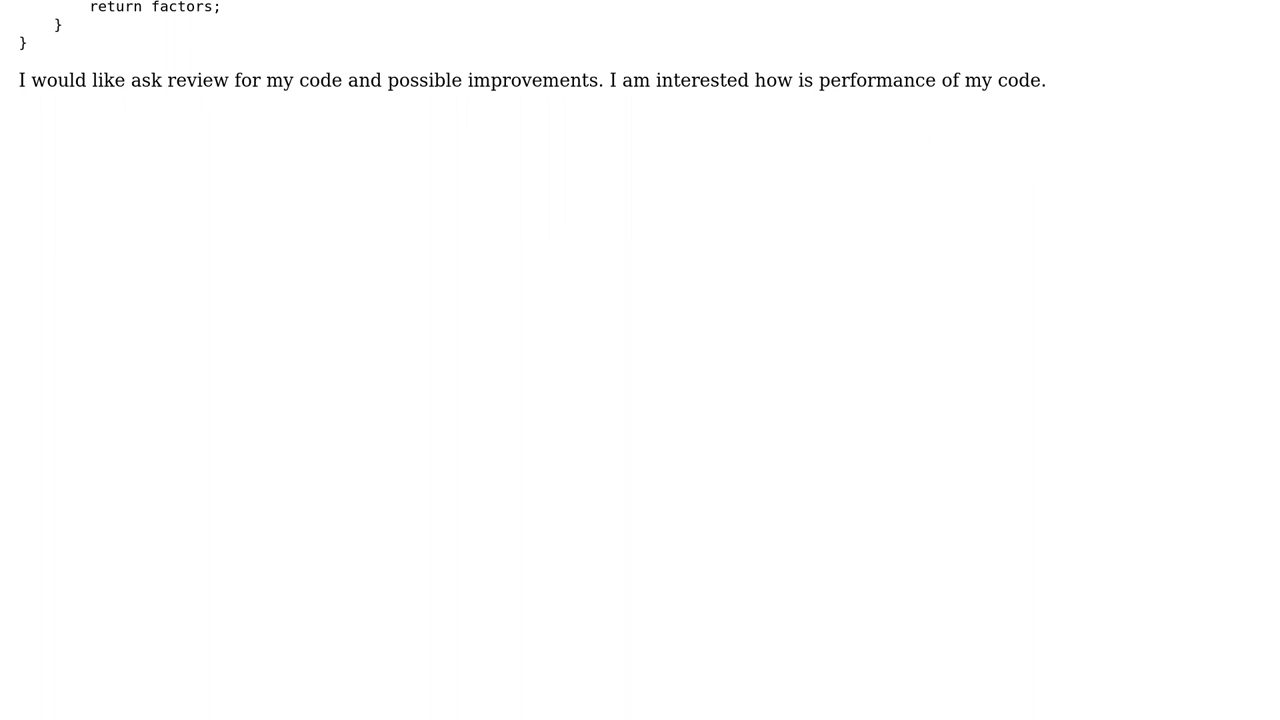 return factors;
}
}
I would like ask review for my code and possible improvements. I am interested how is performance of my code.